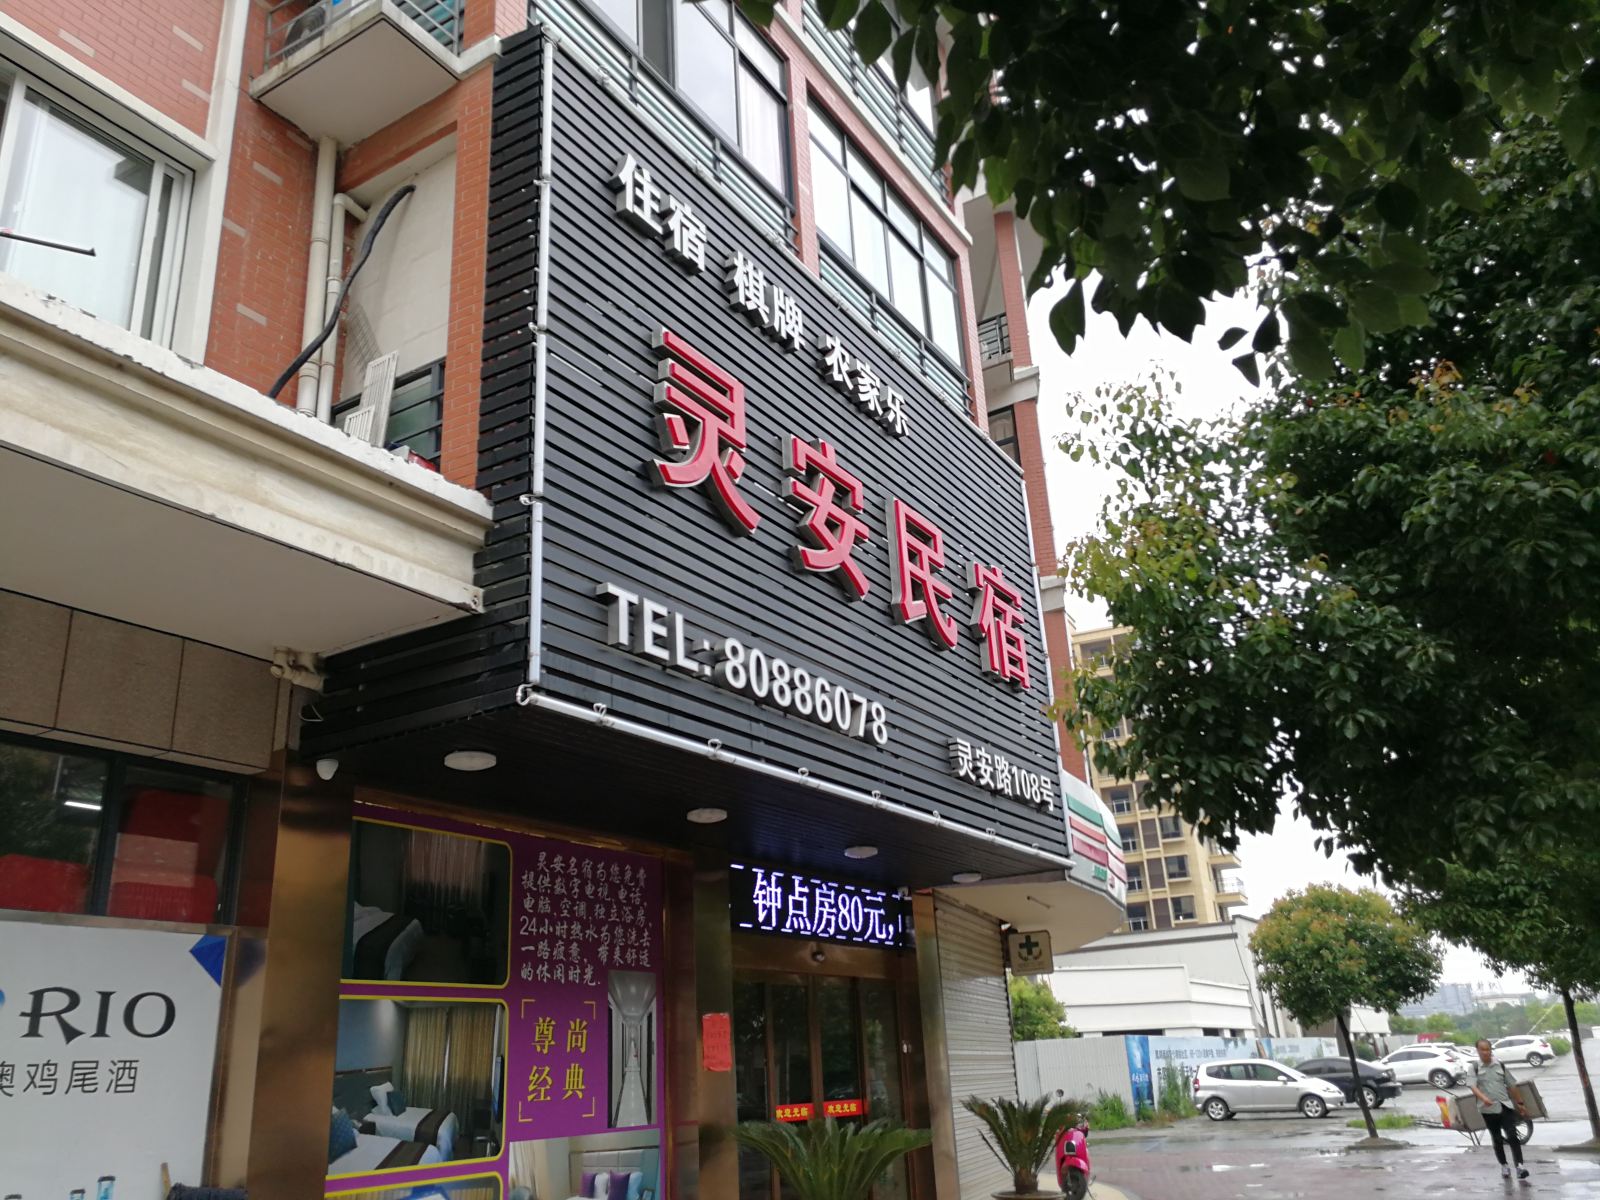 住宿 棋牌 农家乐
灵安民宿
TEL: 80886078
灵安路108号
灵安名宿为您免费
提供数字电视、电话,
电脑、空调、独立浴房,
24小时热水为您洗去
一路疲惫,带来舒适
的休闲时光.
尊尚
经典
钟点房80元,
欢迎光临
欢迎光临
RIO
澳鸡尾酒